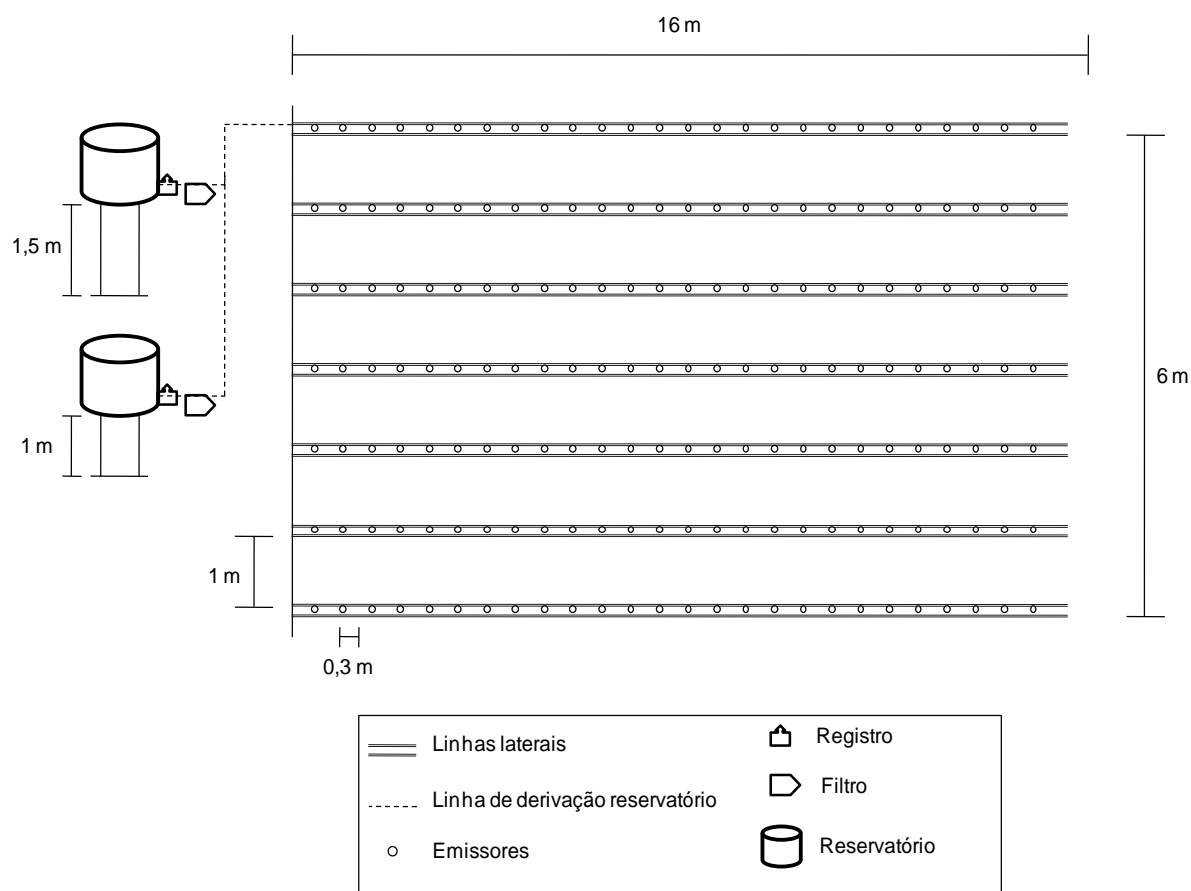 16 m
1,5 m
1 m
6 m
1 m
0,3 m
Linhas laterais
Registro
Linha de derivação reservatório
Filtro
Emissores
Reservatório